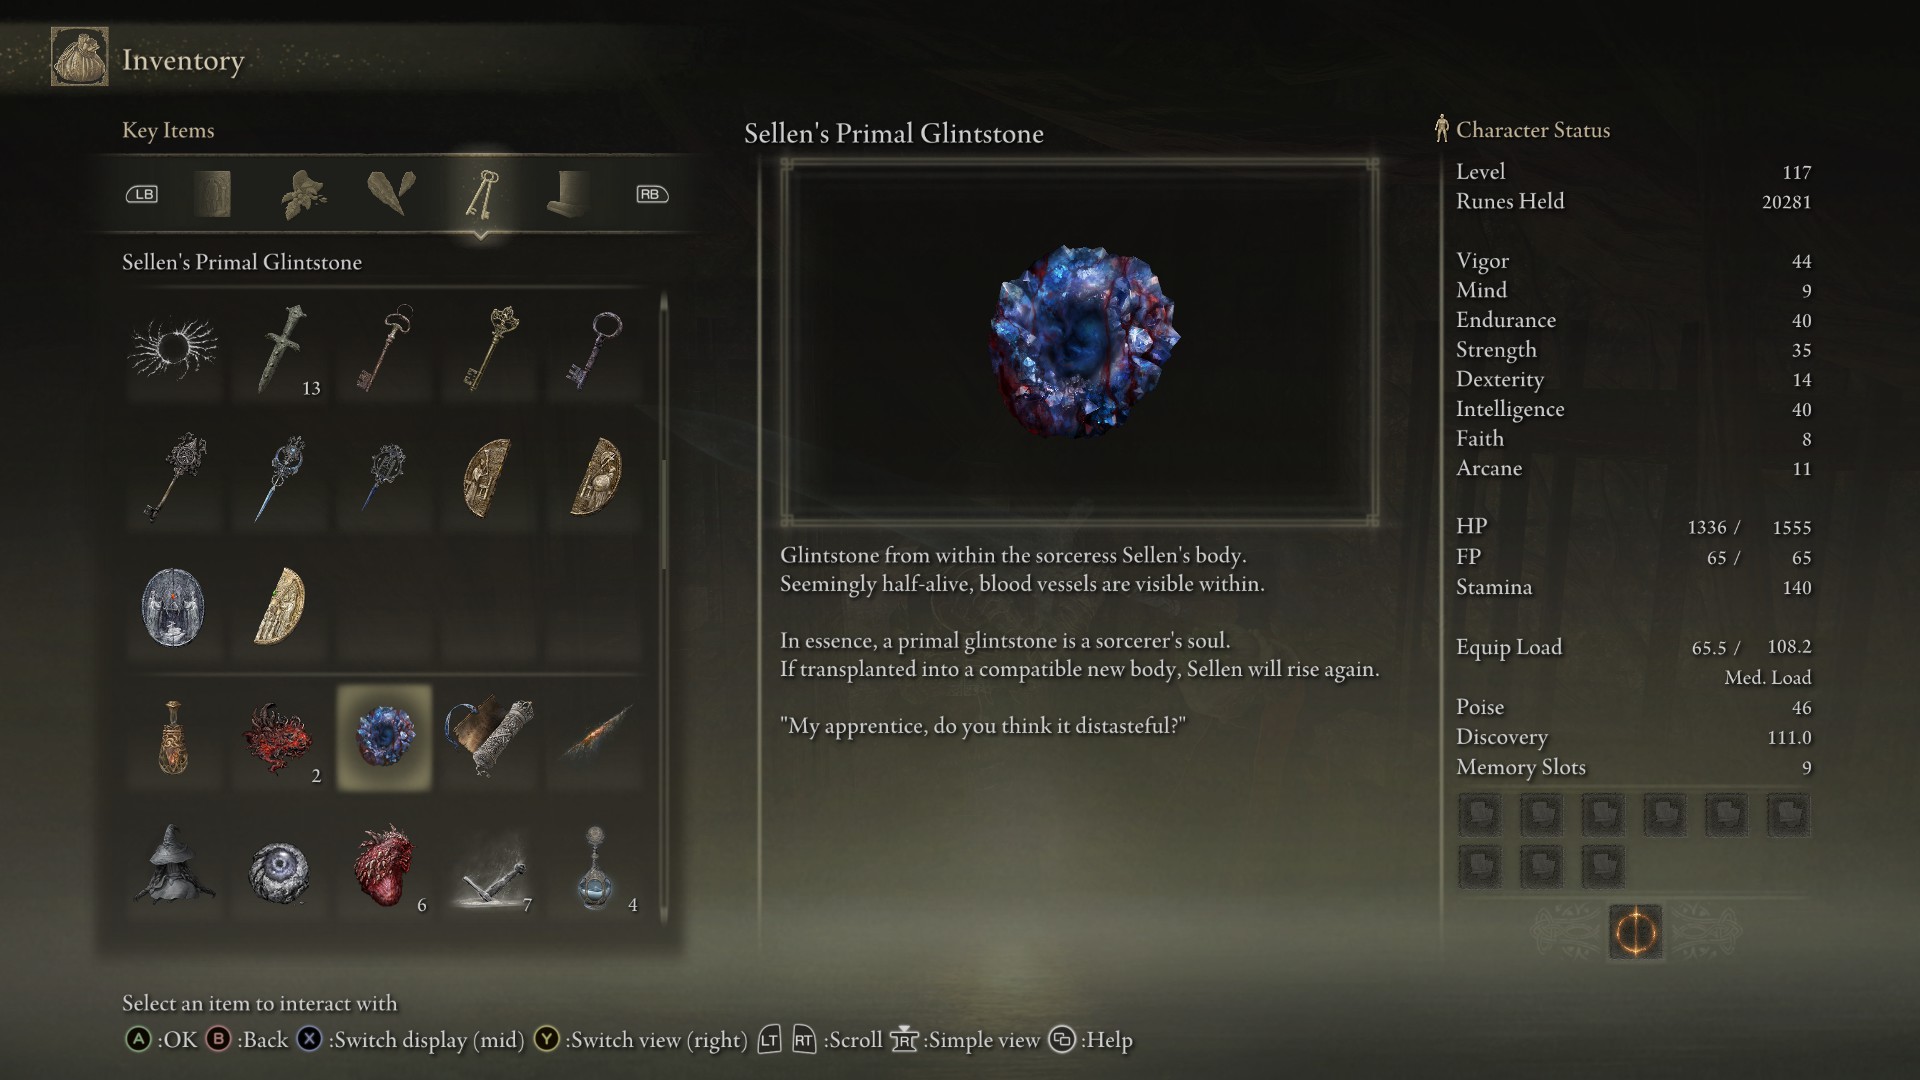 Inventory
Key Items
LB
RB
Sellen's Primal Glintstone
13
2
6
7
4
Sellen's Primal Glintstone
Glintstone from within the sorceress Sellen's body.
Seemingly half-alive, blood vessels are visible within.
In essence, a primal glintstone is a sorcerer's soul.
If transplanted into a compatible new body, Sellen will rise again.
"My apprentice, do you think it distasteful?"
Character Status
Level 117
Runes Held 20281
Vigor 44
Mind 9
Endurance 40
Strength 35
Dexterity 14
Intelligence 40
Faith 8
Arcane 11
HP 1336 / 1555
FP 65 / 65
Stamina 140
Equip Load 65.5 / 108.2
Med. Load
Poise 46
Discovery 111.0
Memory Slots 9
Select an item to interact with
A :OK B :Back X :Switch display (mid) Y :Switch view (right) LT RT :Scroll R :Simple view :Help